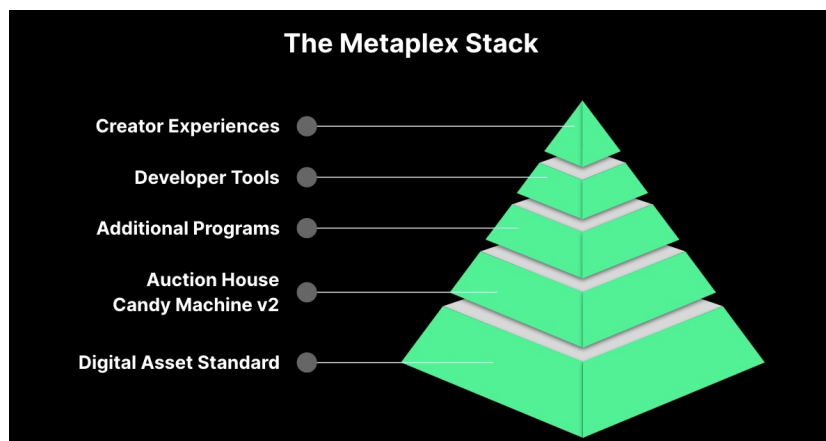 The Metaplex Stack
Creator Experiences
Developer Tools
Additional Programs
Auction House
Candy Machine v2
Digital Asset Standard